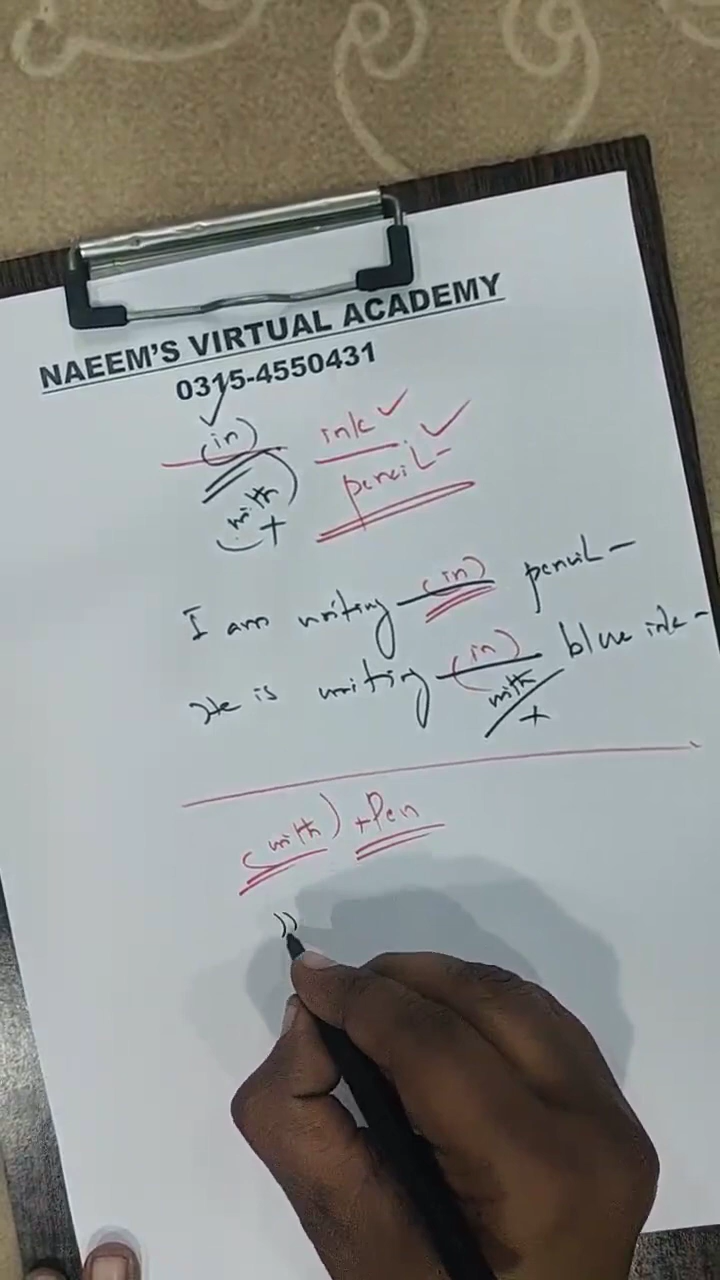 NAEEM'S VIRTUAL ACADEMY
0315-4550431
(in) ink ✓
(with) pencil -
×
I am writing (in) pencil -
He is writing (in) blue ink -
with
×
(with) + Pen
"